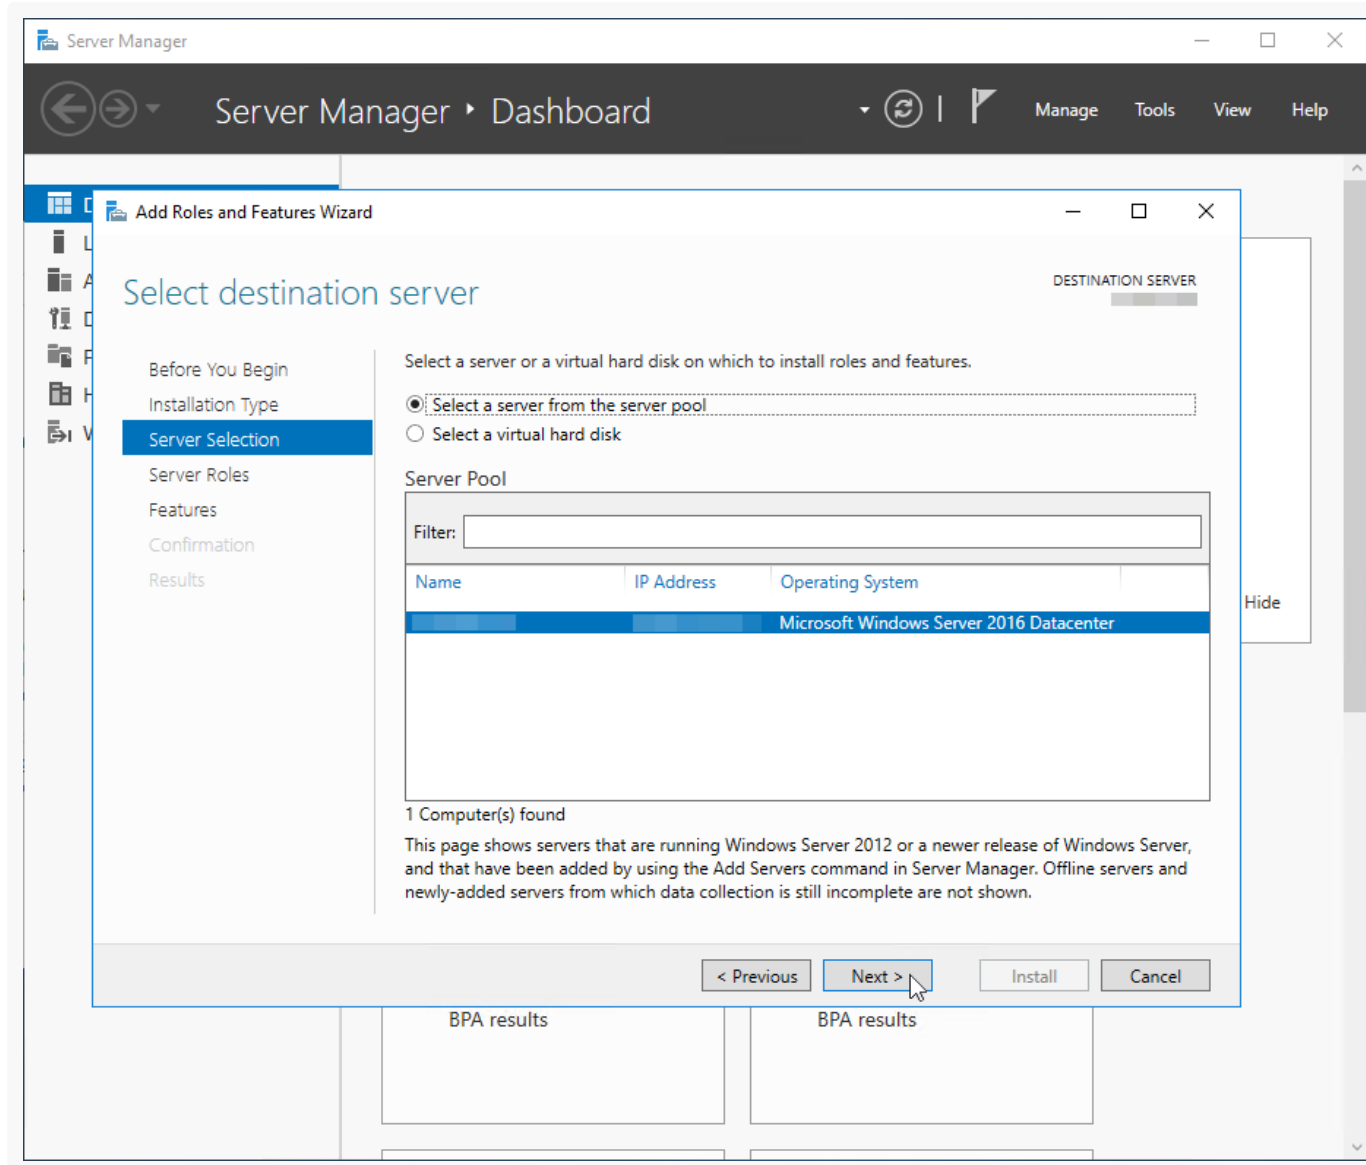 Server Manager
Server Manager Dashboard
Manage Tools View Help
D
Add Roles and Features Wizard
L
A
D
F
H
V
Select destination server
DESTINATION SERVER
Before You Begin
Installation Type
Server Selection
Server Roles
Features
Confirmation
Results
Select a server or a virtual hard disk on which to install roles and features.
Select a server from the server pool
Select a virtual hard disk
Server Pool
Filter:
Name IP Address Operating System
Microsoft Windows Server 2016 Datacenter
1 Computer(s) found
This page shows servers that are running Windows Server 2012 or a newer release of Windows Server,
and that have been added by using the Add Servers command in Server Manager. Offline servers and
newly-added servers from which data collection is still incomplete are not shown.
Hide
< Previous Next > Install Cancel
BPA results BPA results